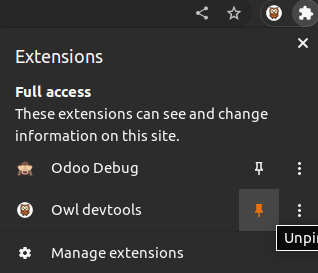 Extensions
Full access
These extensions can see and change
information on this site.
Odoo Debug
Owl devtools
Unpi
Manage extensions